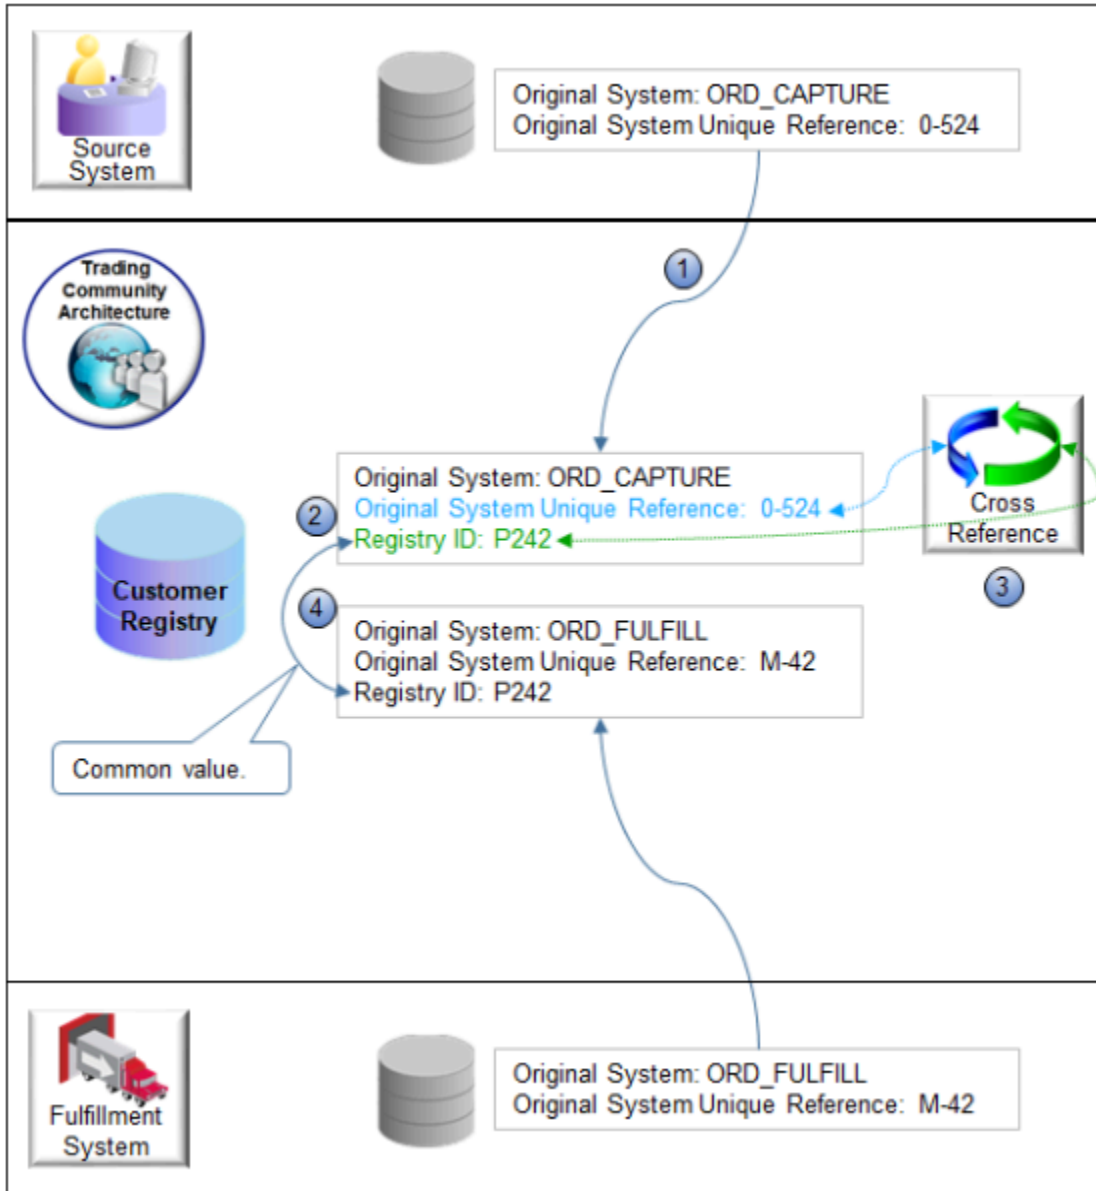 Source
System
Original System: ORD_CAPTURE
Original System Unique Reference: 0-524
1
Trading
Community
Architecture
Original System: ORD_CAPTURE
Original System Unique Reference: 0-524
Registry ID: P242
2
Cross
Reference
3
Customer
Registry
4
Original System: ORD_FULFILL
Original System Unique Reference: M-42
Registry ID: P242
Common value.
Fulfillment
System
Original System: ORD_FULFILL
Original System Unique Reference: M-42